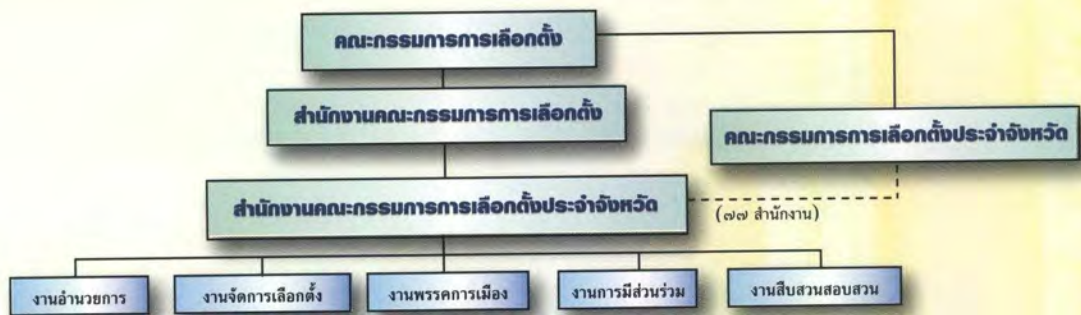 คณะกรรมการการเลือกตั้ง
สำนักงานคณะกรรมการการเลือกตั้ง
คณะกรรมการการเลือกตั้งประจำจังหวัด
สำนักงานคณะกรรมการการเลือกตั้งประจำจังหวัด
(๗๗ สำนักงาน)
งานอำนวยการ
งานจัดการเลือกตั้ง
งานพรรคการเมือง
งานการมีส่วนร่วม
งานสืบสวนสอบสวน